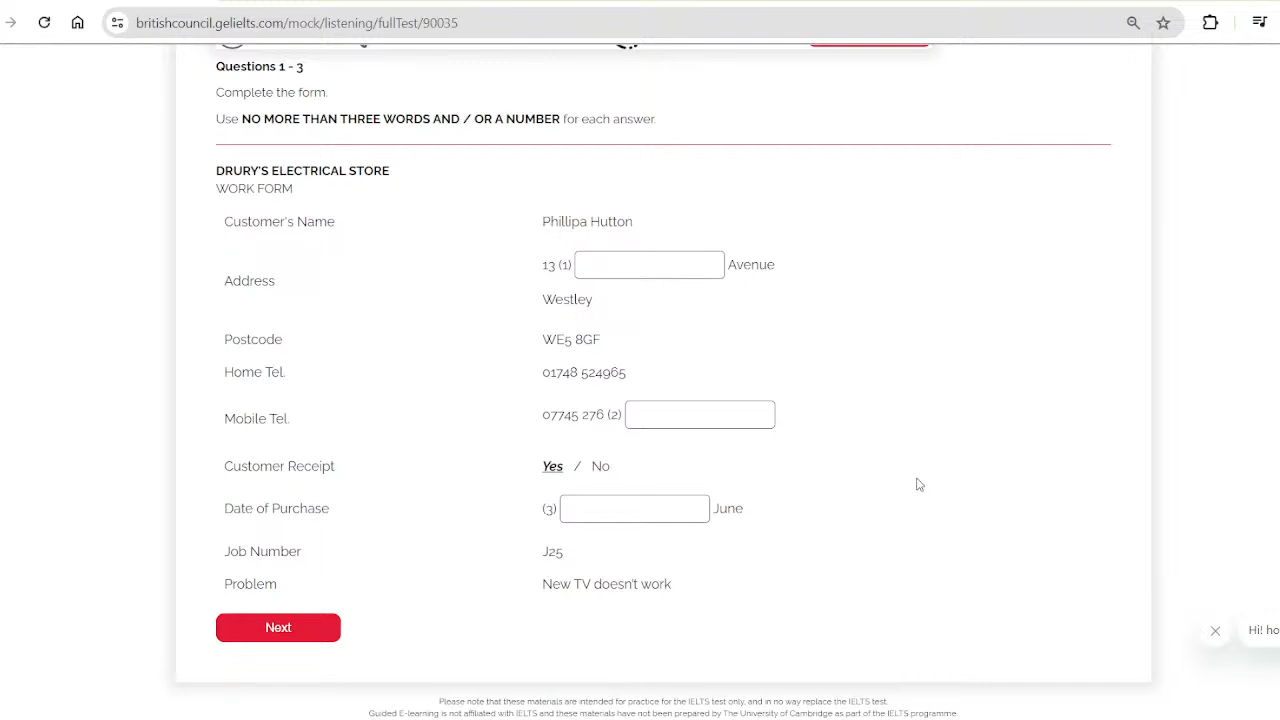 britishcouncil.gelielts.com/mock/listening/fullTest/90035
Questions 1 - 3
Complete the form.
Use NO MORE THAN THREE WORDS AND / OR A NUMBER for each answer.
DRURY'S ELECTRICAL STORE
WORK FORM
Customer's Name Phillipa Hutton
Address 13 (1) Avenue
Westley
Postcode WE5 8GF
Home Tel. 01748 524965
Mobile Tel. 07745 276 (2)
Customer Receipt Yes / No
Date of Purchase (3) June
Job Number J25
Problem New TV doesn't work
Next
Hi! ho
Please note that these materials are intended for practice for the IELTS test only, and in no way replace the IELTS test.
Guided E-learning is not affiliated with IELTS and these materials have not been prepared by The University of Cambridge as part of the IELTS programme